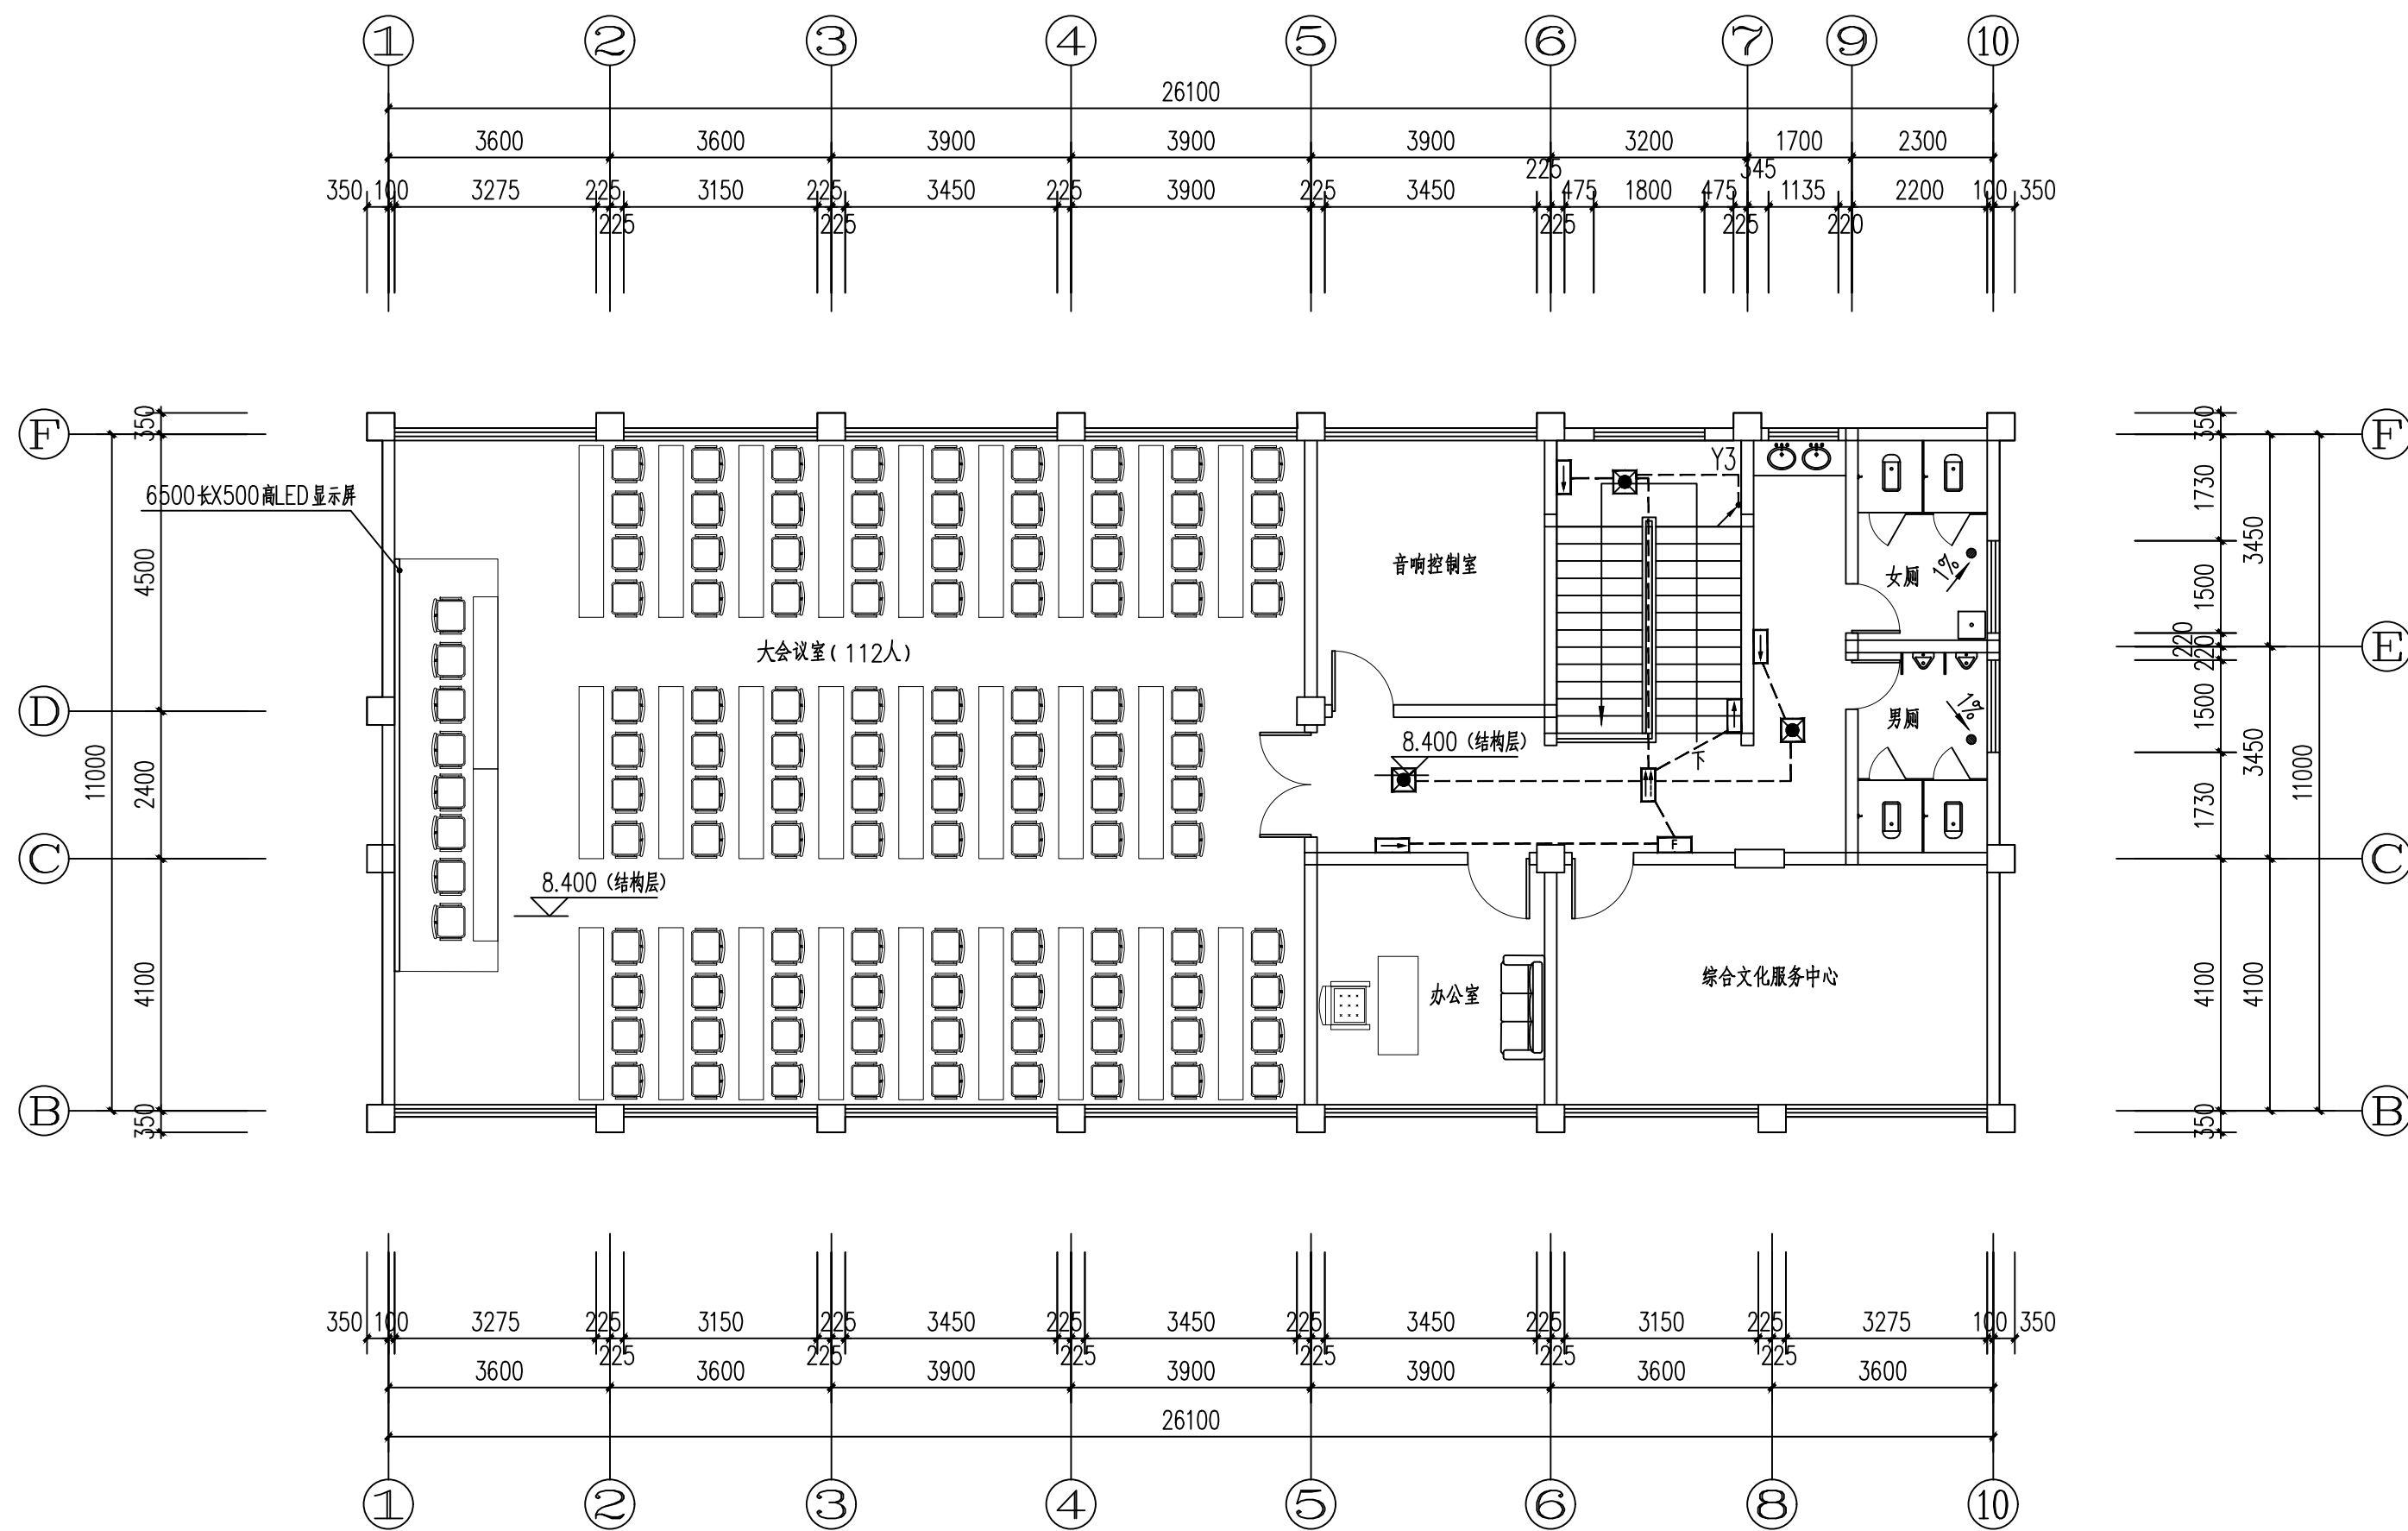 ① ② ③ ④ ⑤ ⑥ ⑦ ⑨ ⑩
26100
3600 3600 3900 3900 3900 3200 1700 2300
225 345
350 100 3275 225 3150 225 3450 225 3900 225 3450 475 1800 475 1135 2200 100 350
225 225 225 225 220
F 350 350 F
6500长X500高LED显示屏
Y3
1730
4500
3450
音响控制室
女厕 1%
1500
大会议室(112人)
220
220
E
D
男厕 1%
1500
8.400 (结构层)
下
11000
2400
3450
11000
1730
F
C C
8.400 (结构层)
4100
办公室
综合文化服务中心
4100
4100
B 350 350 B
350 100 3275 225 3150 225 3450 225 3450 225 3450 225 3150 225 3275 100 350
225 225 225 225 225 225
3600 3600 3900 3900 3900 3600 3600
26100
① ② ③ ④ ⑤ ⑥ ⑧ ⑩